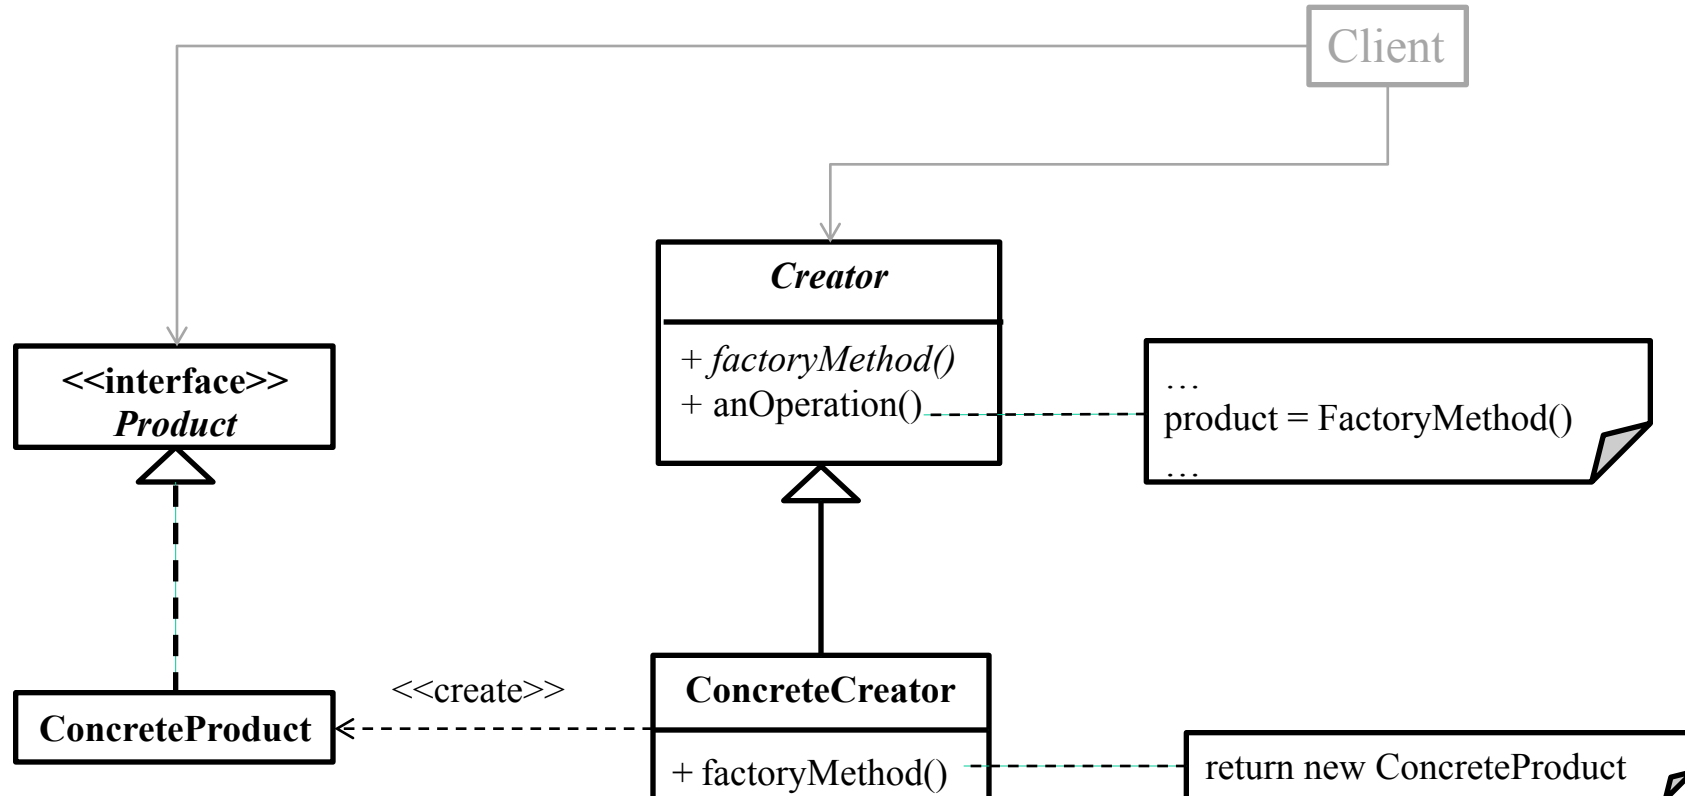 Client
Creator
+ factoryMethod()
+ anOperation()
…
product = FactoryMethod()
…
<<interface>>
Product
<<create>>
ConcreteCreator
ConcreteProduct
+ factoryMethod()
return new ConcreteProduct